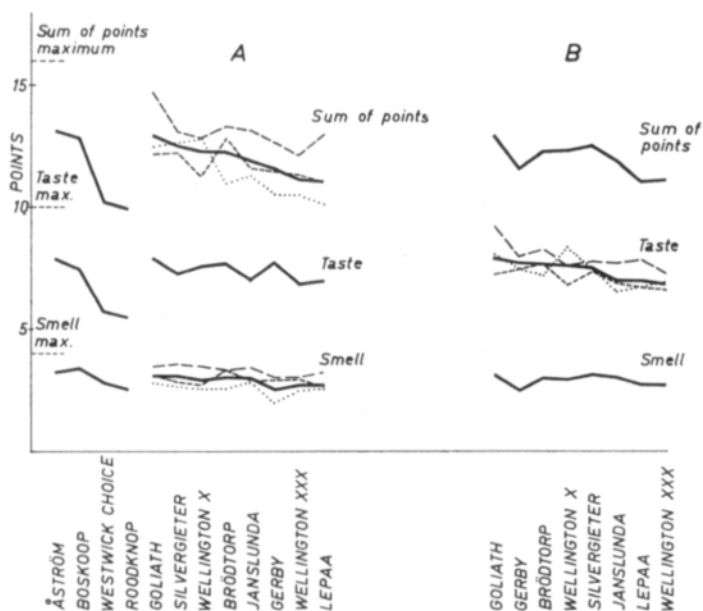 Sum of points
maximum
A
B
15
Sum of points
Sum of
points
POINTS
Taste
max.
10
Taste
Taste
5
Smell
max.
Smell
Smell
ÅSTRÖM
BOSKOOP
WESTWICK CHOICE
ROODKNOP
GOLIATH
SILVERGIETER
WELLINGTON X
BRÖDTORP
JANSLUNDA
GERBY
WELLINGTON XXX
LEPAA
GOLIATH
GERBY
BRÖDTORP
WELLINGTON X
SILVERGIETER
JANSLUNDA
LEPAA
WELLINGTON XXX